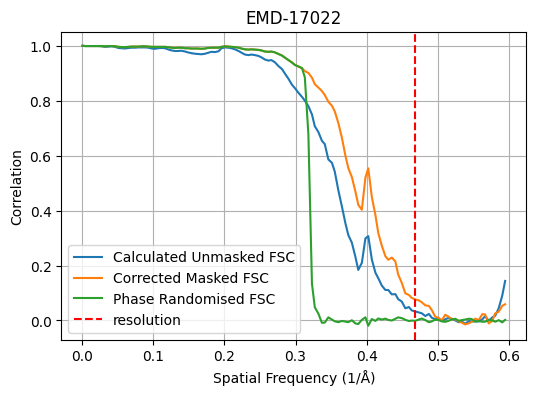 EMD-17022
1.0
0.8
0.6
0.4
0.2
0.0
Correlation
Calculated Unmasked FSC
Corrected Masked FSC
Phase Randomised FSC
resolution
0.0 0.1 0.2 0.3 0.4 0.5 0.6
Spatial Frequency (1/Å)